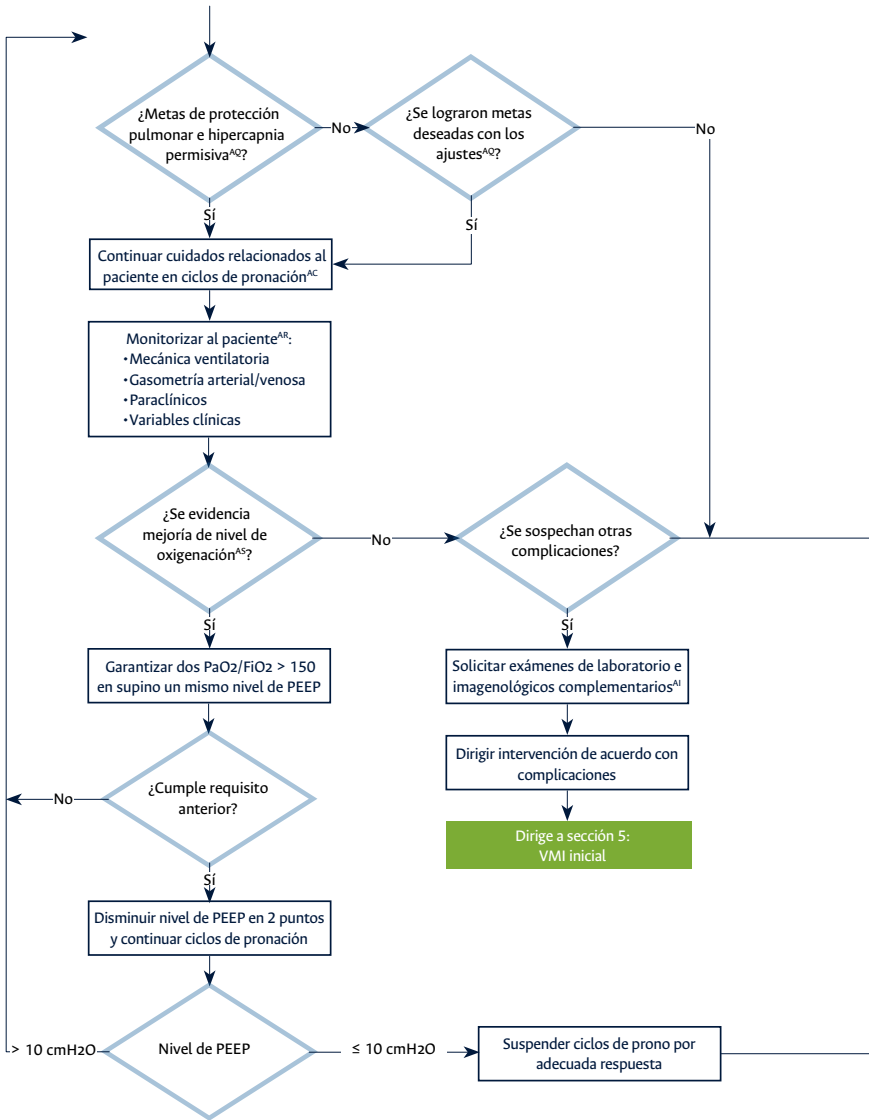 ¿Metas de protección
pulmonar e hipercapnia
permisivaAQ?
No
¿Se lograron metas
deseadas con los
ajustesAQ?
No
Sí
Sí
Continuar cuidados relacionados al
paciente en ciclos de pronaciónAC
Monitorizar al pacienteAR:
•Mecánica ventilatoria
•Gasometría arterial/venosa
•Paraclínicos
•Variables clínicas
¿Se evidencia
mejoría de nivel de
oxigenaciónAS?
No
¿Se sospechan otras
complicaciones?
Sí
Sí
Garantizar dos PaO2/FiO2 > 150
en supino un mismo nivel de PEEP
Solicitar exámenes de laboratorio e
imagenológicos complementariosAI
¿Cumple requisito
anterior?
No
Dirigir intervención de acuerdo con
complicaciones
Dirige a sección 5:
VMI inicial
Sí
Disminuir nivel de PEEP en 2 puntos
y continuar ciclos de pronación
> 10 cmH2O
Nivel de PEEP
≤ 10 cmH2O
Suspender ciclos de prono por
adecuada respuesta